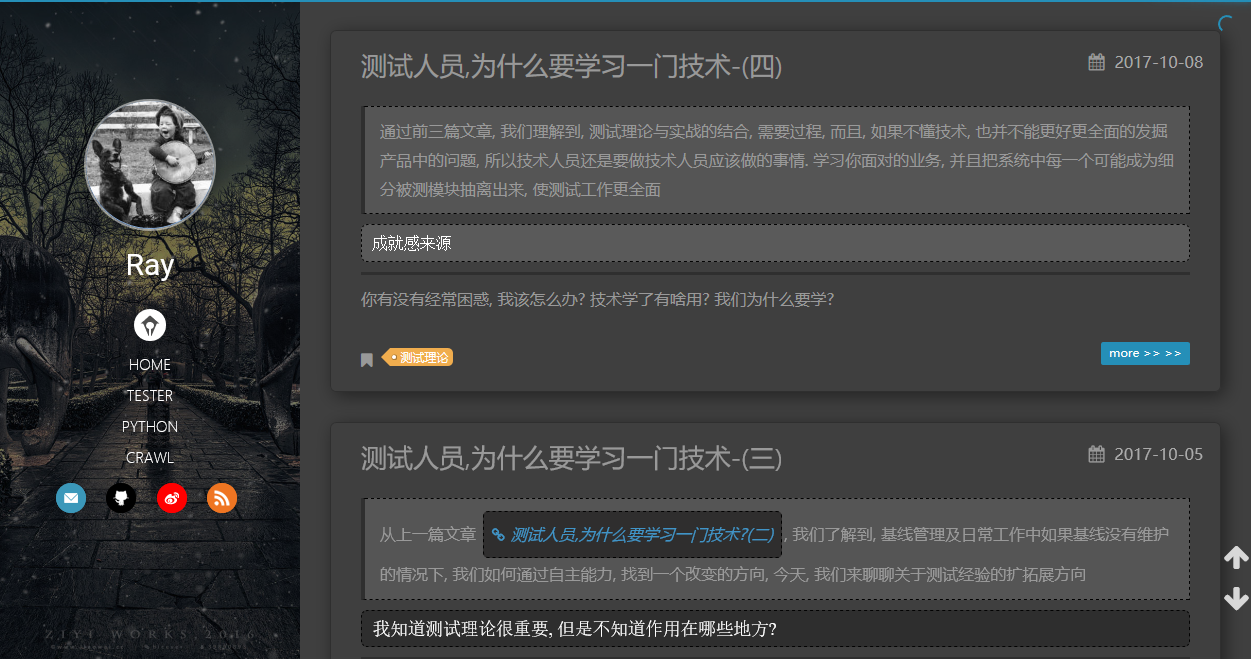 Ray
HOME
TESTER
PYTHON
CRAWL
ZIYI WORKS,2016
测试人员,为什么要学习一门技术-(四)
2017-10-08
通过前三篇文章, 我们理解到, 测试理论与实战的结合, 需要过程, 而且, 如果不懂技术, 也并不能更好更全面的发掘
产品中的问题, 所以技术人员还是要做技术人员应该做的事情. 学习你面对的业务, 并且把系统中每一个可能成为细
分被测模块抽离出来, 使测试工作更全面
成就感来源
你有没有经常困惑, 我该怎么办? 技术学了有啥用? 我们为什么要学?
测试理论
more >> >>
测试人员,为什么要学习一门技术-(三)
2017-10-05
从上一篇文章 测试人员,为什么要学习一门技术?(二) , 我们了解到, 基线管理及日常工作中如果基线没有维护
的情况下, 我们如何通过自主能力, 找到一个改变的方向, 今天, 我们来聊聊关于测试经验的扩拓展方向
我知道测试理论很重要, 但是不知道作用在哪些地方?